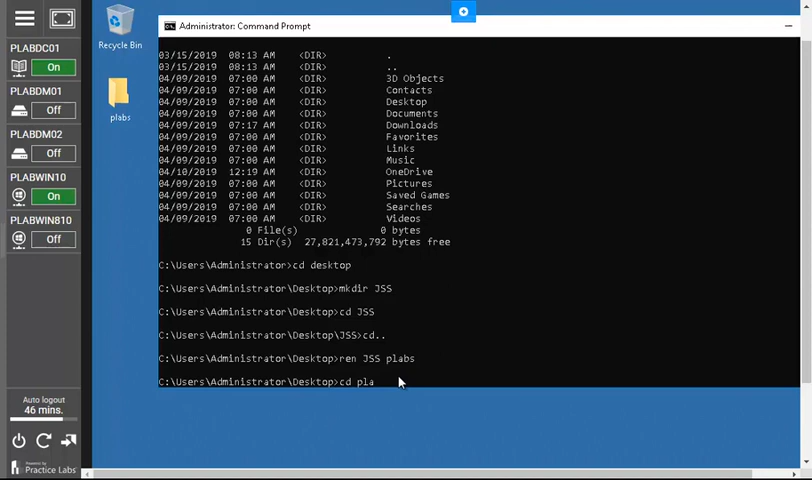 PLABDC01
On
PLABDM01
Off
PLABDM02
Off
PLABWIN10
On
PLABWIN810
Off
Auto logout
46 mins.
Powered by
Practice Labs
Recycle Bin
plabs
Administrator: Command Prompt
03/15/2019  08:13 AM    <DIR>          .
03/15/2019  08:13 AM    <DIR>          ..
04/09/2019  07:00 AM    <DIR>          3D Objects
04/09/2019  07:00 AM    <DIR>          Contacts
04/09/2019  07:00 AM    <DIR>          Desktop
04/09/2019  07:00 AM    <DIR>          Documents
04/09/2019  07:17 AM    <DIR>          Downloads
04/09/2019  07:00 AM    <DIR>          Favorites
04/09/2019  07:00 AM    <DIR>          Links
04/09/2019  07:00 AM    <DIR>          Music
04/10/2019  12:19 AM    <DIR>          OneDrive
04/09/2019  07:00 AM    <DIR>          Pictures
04/09/2019  07:00 AM    <DIR>          Saved Games
04/09/2019  07:00 AM    <DIR>          Searches
04/09/2019  07:00 AM    <DIR>          Videos
0 File(s)              0 bytes
15 Dir(s)  27,821,473,792 bytes free
C:\Users\Administrator>cd desktop
C:\Users\Administrator\Desktop>mkdir JSS
C:\Users\Administrator\Desktop>cd JSS
C:\Users\Administrator\Desktop\JSS>cd..
C:\Users\Administrator\Desktop>ren JSS plabs
C:\Users\Administrator\Desktop>cd pla